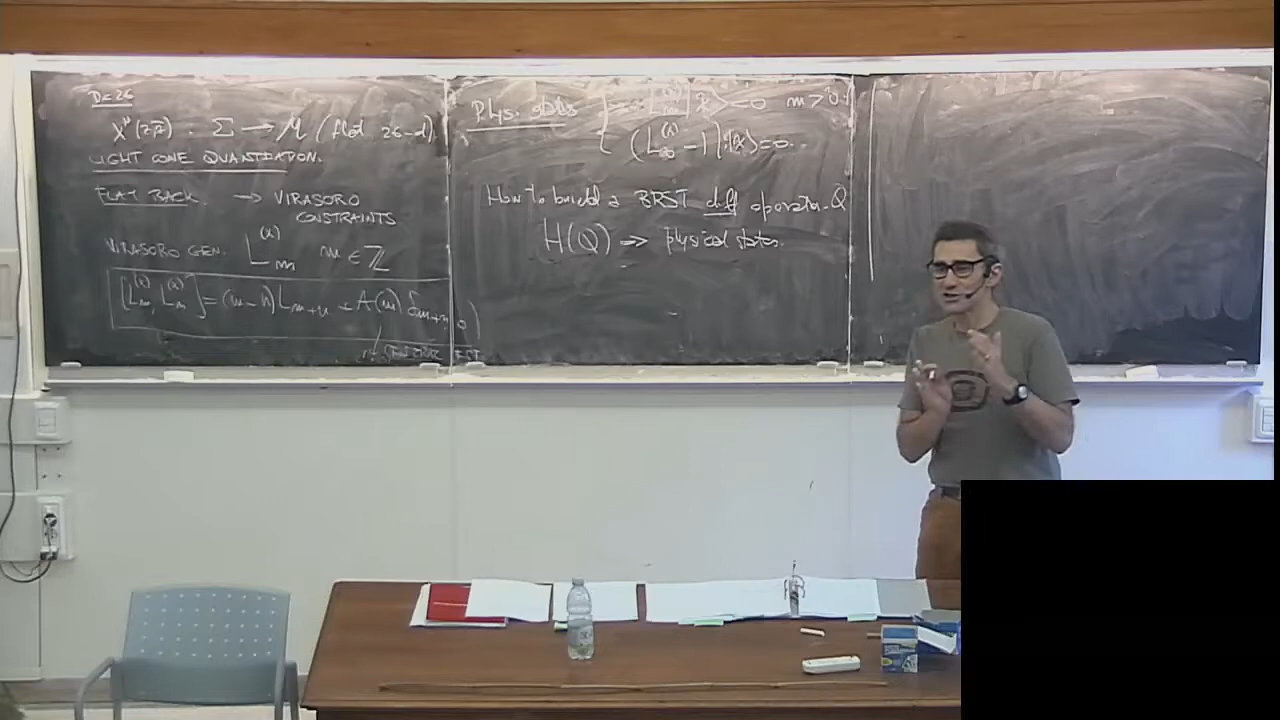 D=26
X^μ(z,z̄) . Σ → M (flat 26-d)
LIGHT CONE QUANTIZATION.
FLAT BACK. → VIRASORO
CONSTRAINTS
VIRASORO GEN. L_m^(x) m ∈ ℤ
[L_m^(x), L_n^(x)] = (m-n) L_{m+n} + A(m) δ_{m+n,0}
Phys. states L_m^(x) |χ> = 0 m > 0.
(L_0^(x) - 1) |χ> = 0.
How to build a BRST diff operator Q
H(Q) ⇒ physical states.